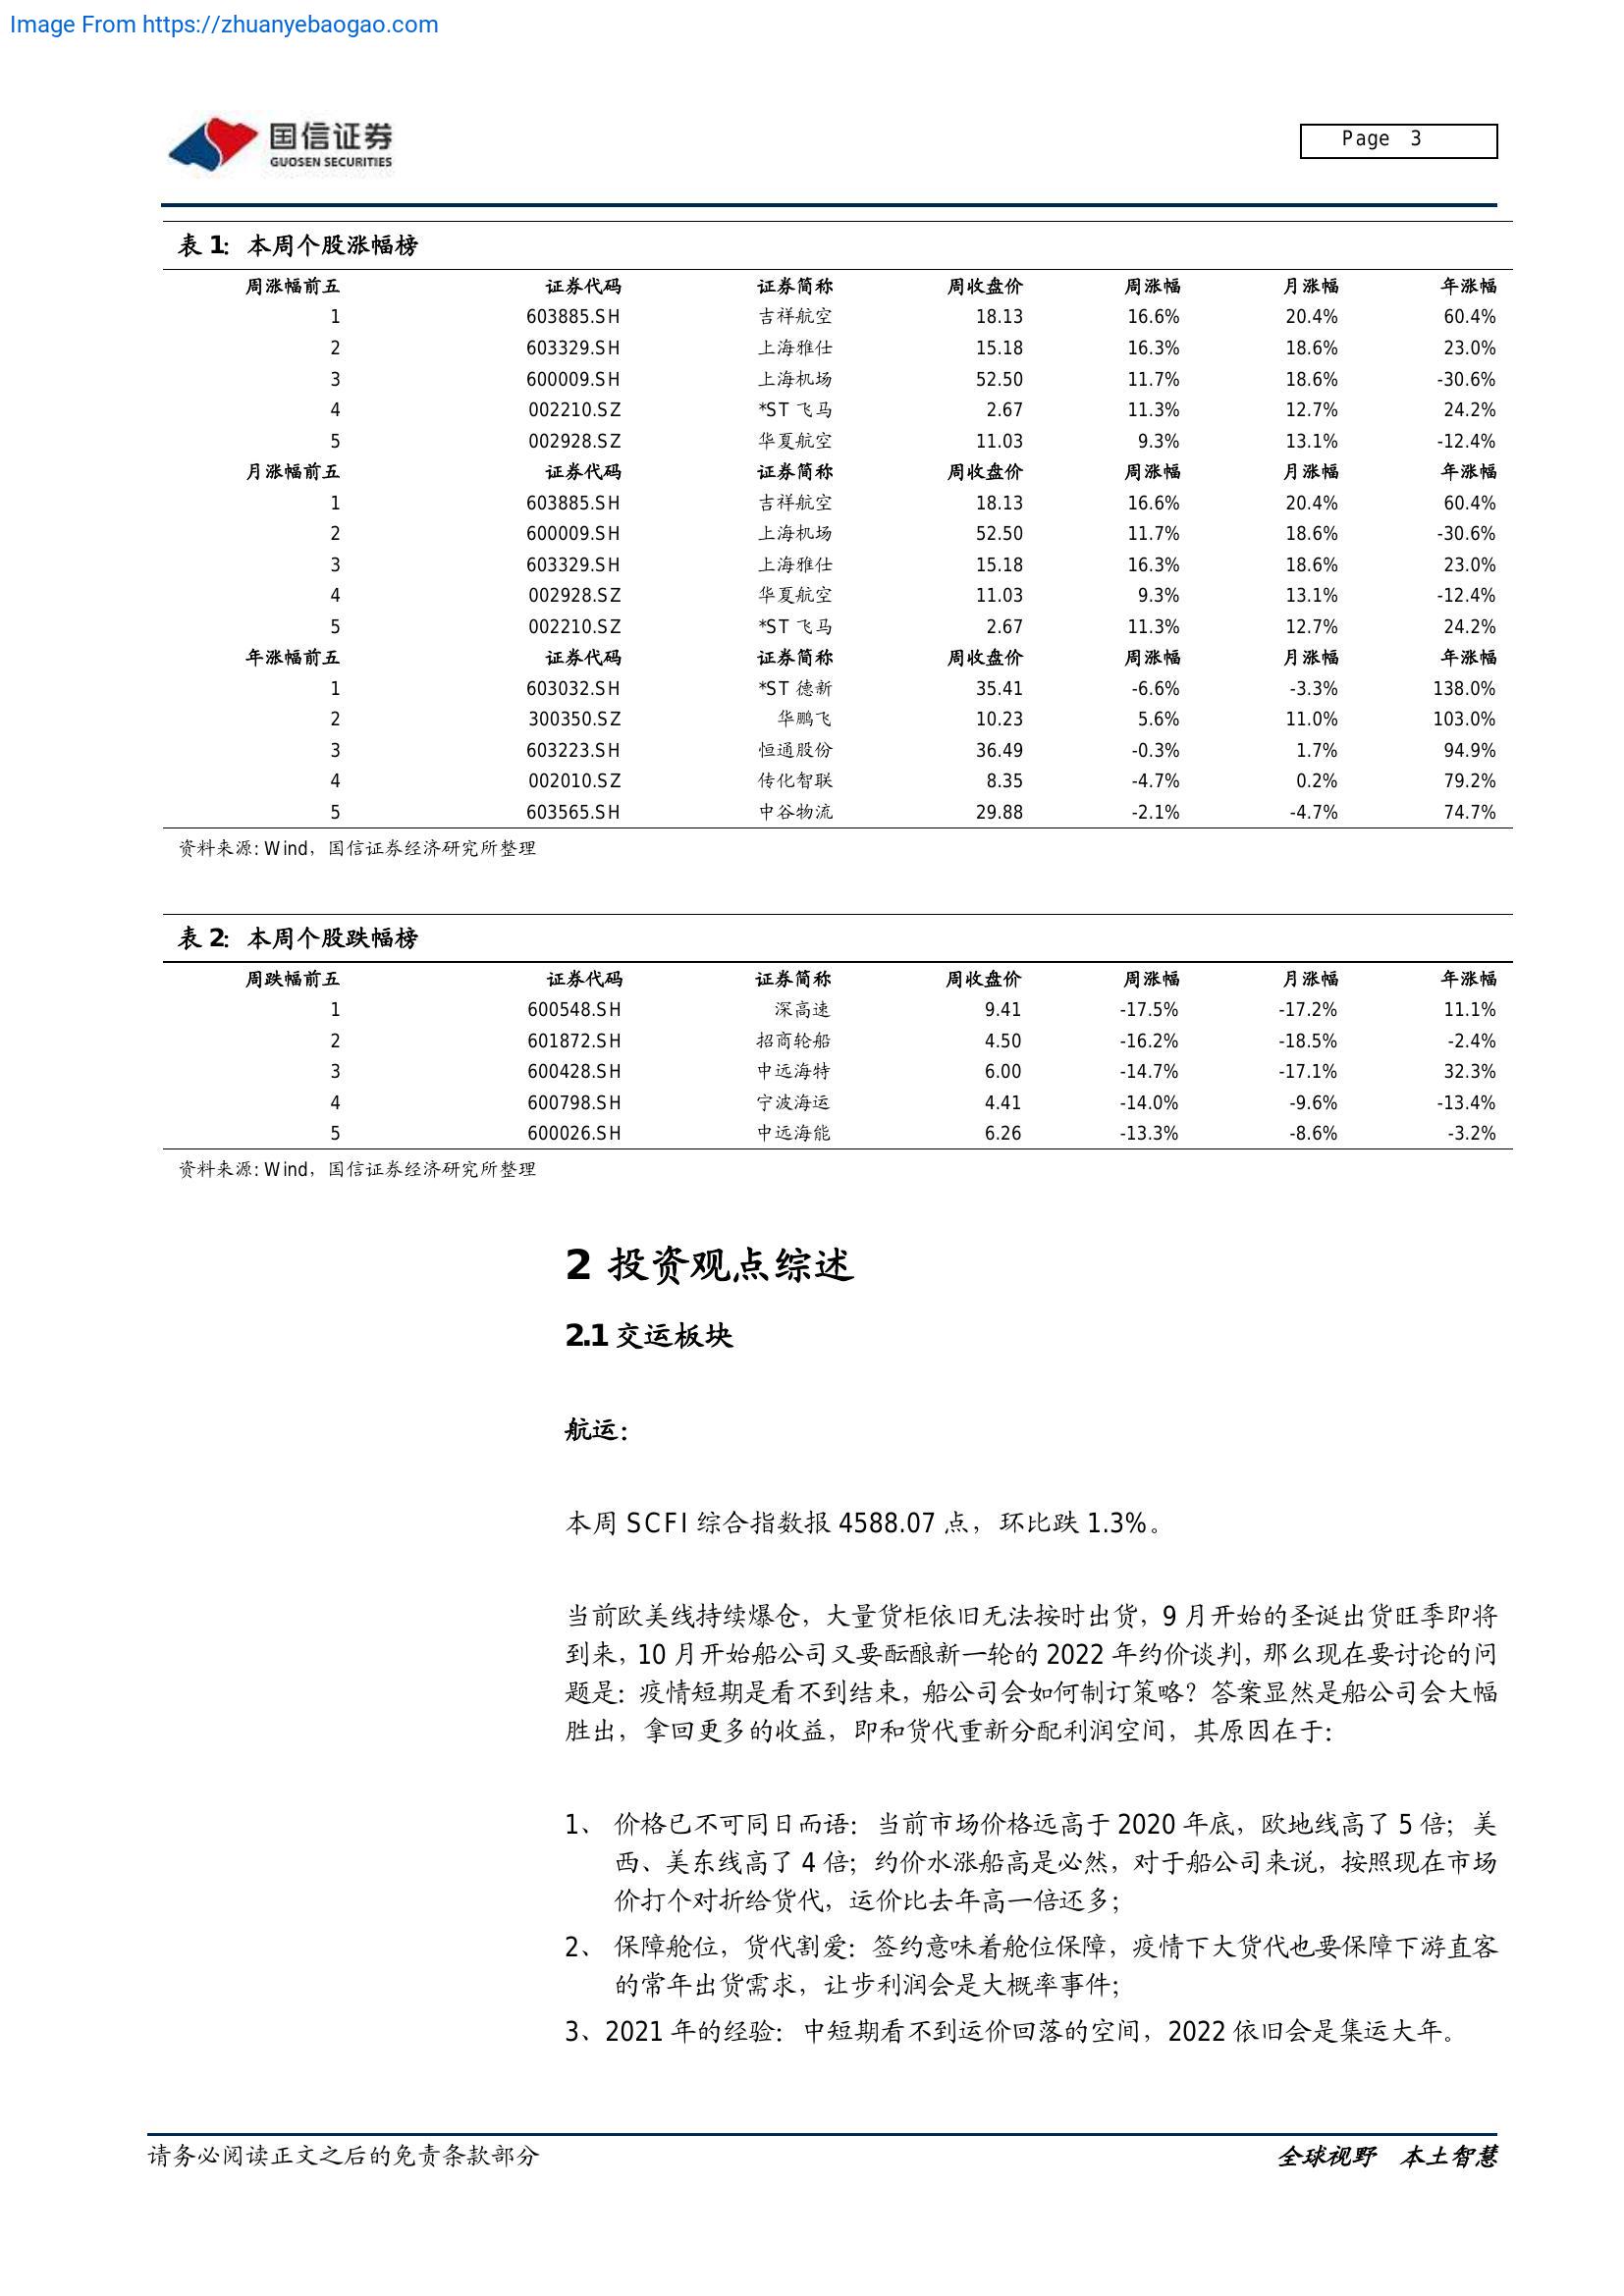 Image From https://zhuanyebaogao.com
国信证券
GUOSEN SECURITIES
Page 3
表 1: 本周个股涨幅榜
周涨幅前五 证券代码 证券简称 周收盘价 周涨幅 月涨幅 年涨幅
1 603885.SH 吉祥航空 18.13 16.6% 20.4% 60.4%
2 603329.SH 上海雅仕 15.18 16.3% 18.6% 23.0%
3 600009.SH 上海机场 52.50 11.7% 18.6% -30.6%
4 002210.SZ *ST 飞马 2.67 11.3% 12.7% 24.2%
5 002928.SZ 华夏航空 11.03 9.3% 13.1% -12.4%
月涨幅前五 证券代码 证券简称 周收盘价 周涨幅 月涨幅 年涨幅
1 603885.SH 吉祥航空 18.13 16.6% 20.4% 60.4%
2 600009.SH 上海机场 52.50 11.7% 18.6% -30.6%
3 603329.SH 上海雅仕 15.18 16.3% 18.6% 23.0%
4 002928.SZ 华夏航空 11.03 9.3% 13.1% -12.4%
5 002210.SZ *ST 飞马 2.67 11.3% 12.7% 24.2%
年涨幅前五 证券代码 证券简称 周收盘价 周涨幅 月涨幅 年涨幅
1 603032.SH *ST 德新 35.41 -6.6% -3.3% 138.0%
2 300350.SZ 华鹏飞 10.23 5.6% 11.0% 103.0%
3 603223.SH 恒通股份 36.49 -0.3% 1.7% 94.9%
4 002010.SZ 传化智联 8.35 -4.7% 0.2% 79.2%
5 603565.SH 中谷物流 29.88 -2.1% -4.7% 74.7%
资料来源: Wind，国信证券经济研究所整理
表 2: 本周个股跌幅榜
周跌幅前五 证券代码 证券简称 周收盘价 周涨幅 月涨幅 年涨幅
1 600548.SH 深高速 9.41 -17.5% -17.2% 11.1%
2 601872.SH 招商轮船 4.50 -16.2% -18.5% -2.4%
3 600428.SH 中远海特 6.00 -14.7% -17.1% 32.3%
4 600798.SH 宁波海运 4.41 -14.0% -9.6% -13.4%
5 600026.SH 中远海能 6.26 -13.3% -8.6% -3.2%
资料来源: Wind，国信证券经济研究所整理
2 投资观点综述
2.1 交运板块
航运：
本周 SCFI 综合指数报 4588.07 点，环比跌 1.3%。
当前欧美线持续爆仓，大量货柜依旧无法按时出货，9 月开始的圣诞出货旺季即将
到来，10 月开始船公司又要酝酿新一轮的 2022 年约价谈判，那么现在要讨论的问
题是：疫情短期是看不到结束，船公司会如何制订策略？答案显然是船公司会大幅
胜出，拿回更多的收益，即和货代重新分配利润空间，其原因在于：
1、 价格已不可同日而语：当前市场价格远高于 2020 年底，欧地线高了 5 倍；美
西、美东线高了 4 倍；约价水涨船高是必然，对于船公司来说，按照现在市场
价打个对折给货代，运价比去年高一倍还多；
2、 保障舱位，货代割爱：签约意味着舱位保障，疫情下大货代也要保障下游直客
的常年出货需求，让步利润会是大概率事件；
3、2021 年的经验：中短期看不到运价回落的空间，2022 依旧会是集运大年。
请务必阅读正文之后的免责条款部分
全球视野 本土智慧